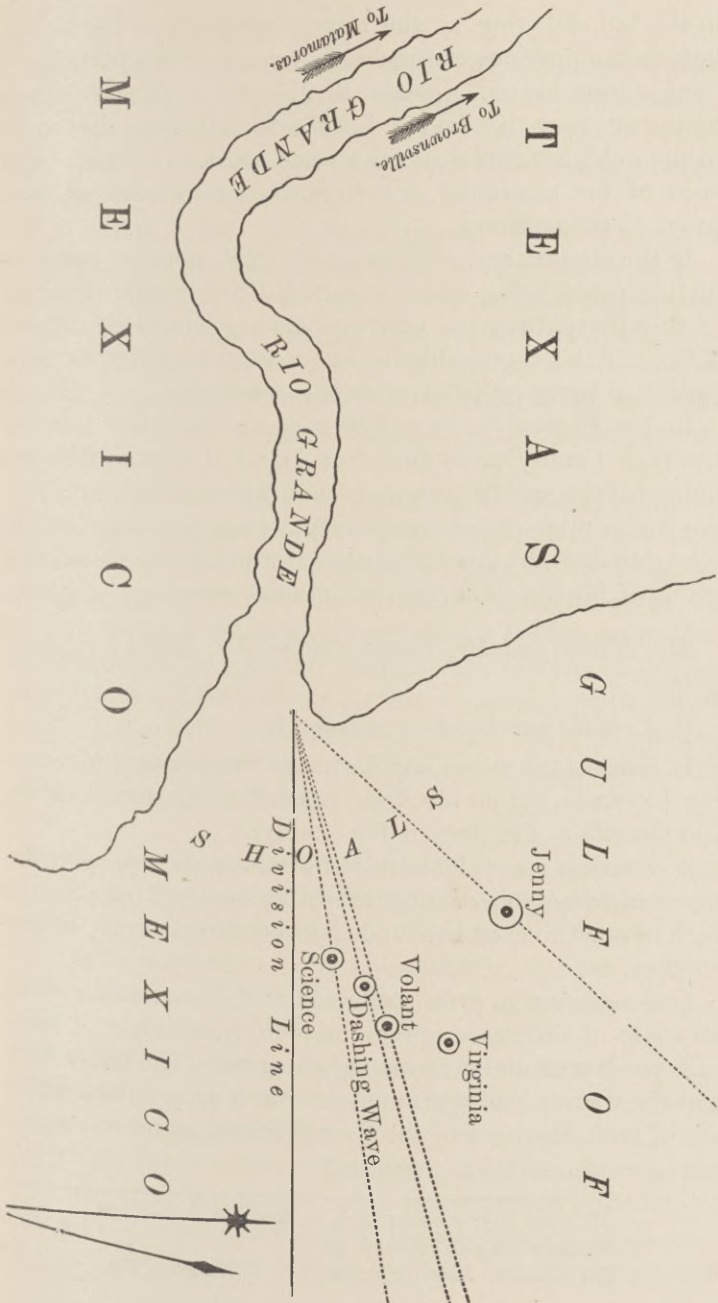 To Matamoras.
RIO GRANDE
To Brownsville.
TEXAS
MEXICO
RIO GRANDE
GULF OF
MEXICO
SHOALS
Jenny
Virginia
Volant
Dashing Wave
Science
Division Line